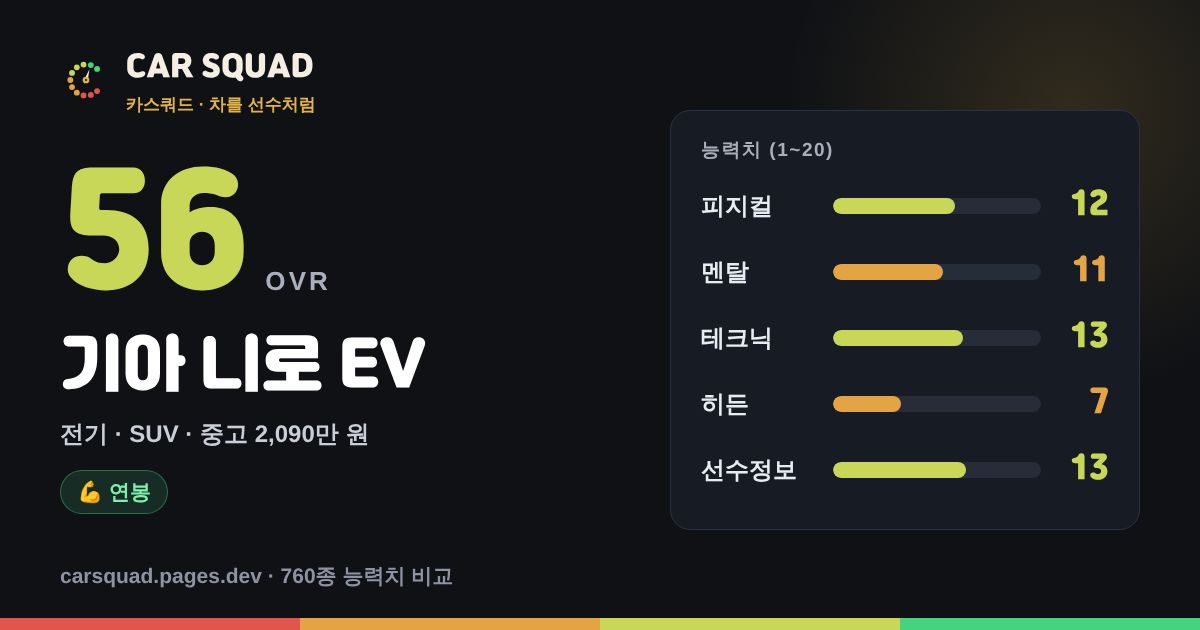 CAR SQUAD
카스쿼드 · 차를 선수처럼
56 OVR
기아 니로 EV
전기 · SUV · 중고 2,090만 원
💪 연봉
carsquad.pages.dev · 760종 능력치 비교
능력치 (1~20)
피지컬 12
멘탈 11
테크닉 13
히든 7
선수정보 13